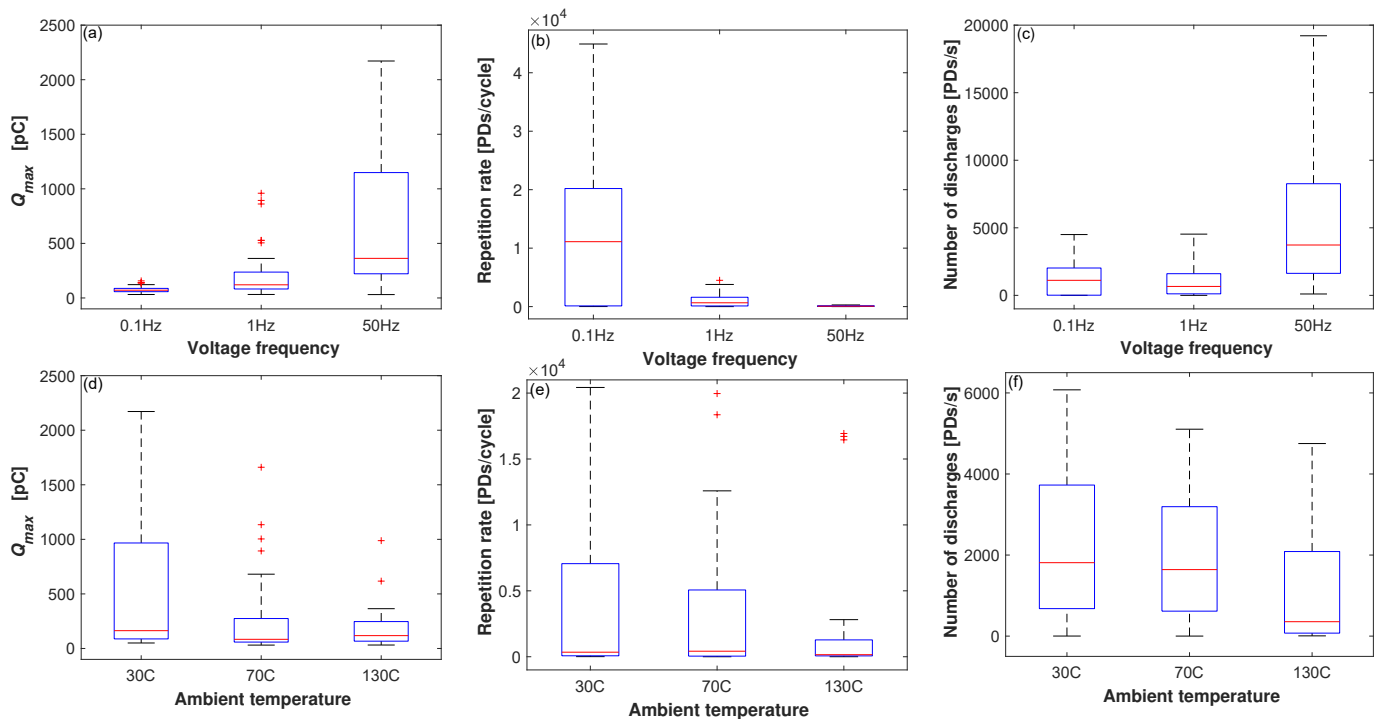 (a)
2500
2000
1500
1000
500
0
Qmax [pC]
0.1Hz 1Hz 50Hz
Voltage frequency
(b)
×10^4
4
3
2
1
0
Repetition rate [PDs/cycle]
0.1Hz 1Hz 50Hz
Voltage frequency
(c)
20000
15000
10000
5000
0
Number of discharges [PDs/s]
0.1Hz 1Hz 50Hz
Voltage frequency
(d)
2500
2000
1500
1000
500
0
Qmax [pC]
30C 70C 130C
Ambient temperature
(e)
×10^4
2
1.5
1
0.5
0
Repetition rate [PDs/cycle]
30C 70C 130C
Ambient temperature
(f)
6000
4000
2000
0
Number of discharges [PDs/s]
30C 70C 130C
Ambient temperature